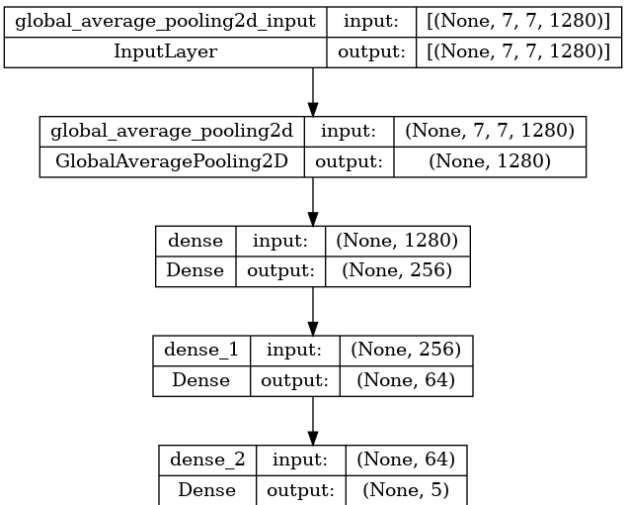 global_average_pooling2d_input input: [(None, 7, 7, 1280)]
InputLayer output: [(None, 7, 7, 1280)]
global_average_pooling2d input: (None, 7, 7, 1280)
GlobalAveragePooling2D output: (None, 1280)
dense input: (None, 1280)
Dense output: (None, 256)
dense_1 input: (None, 256)
Dense output: (None, 64)
dense_2 input: (None, 64)
Dense output: (None, 5)